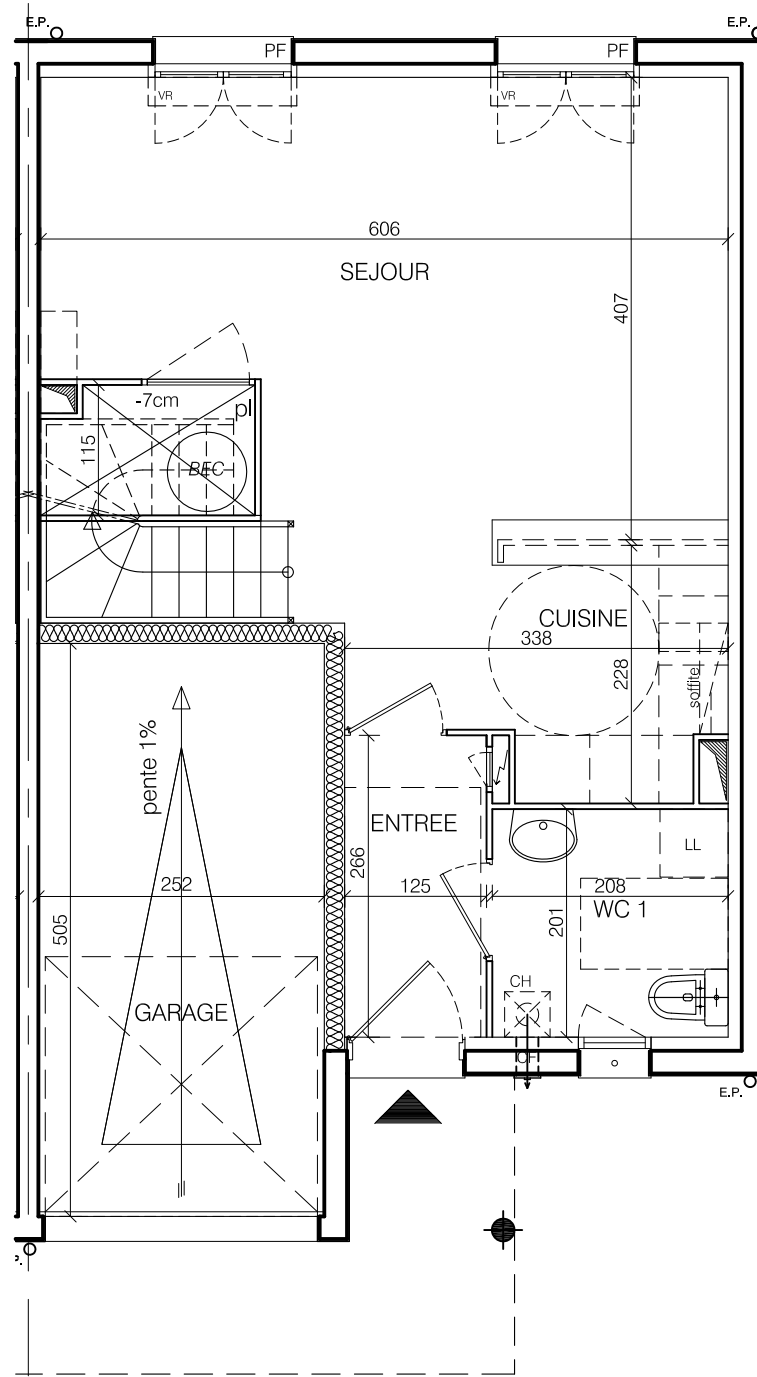 E.P.
E.P.
PF
PF
VR
VR
606
SEJOUR
407
-7cm
pl
115
BEC
CUISINE
338
228
soffite
pente 1%
ENTREE
266
LL
252
125
208
WC 1
201
505
CH
GARAGE
E.P.